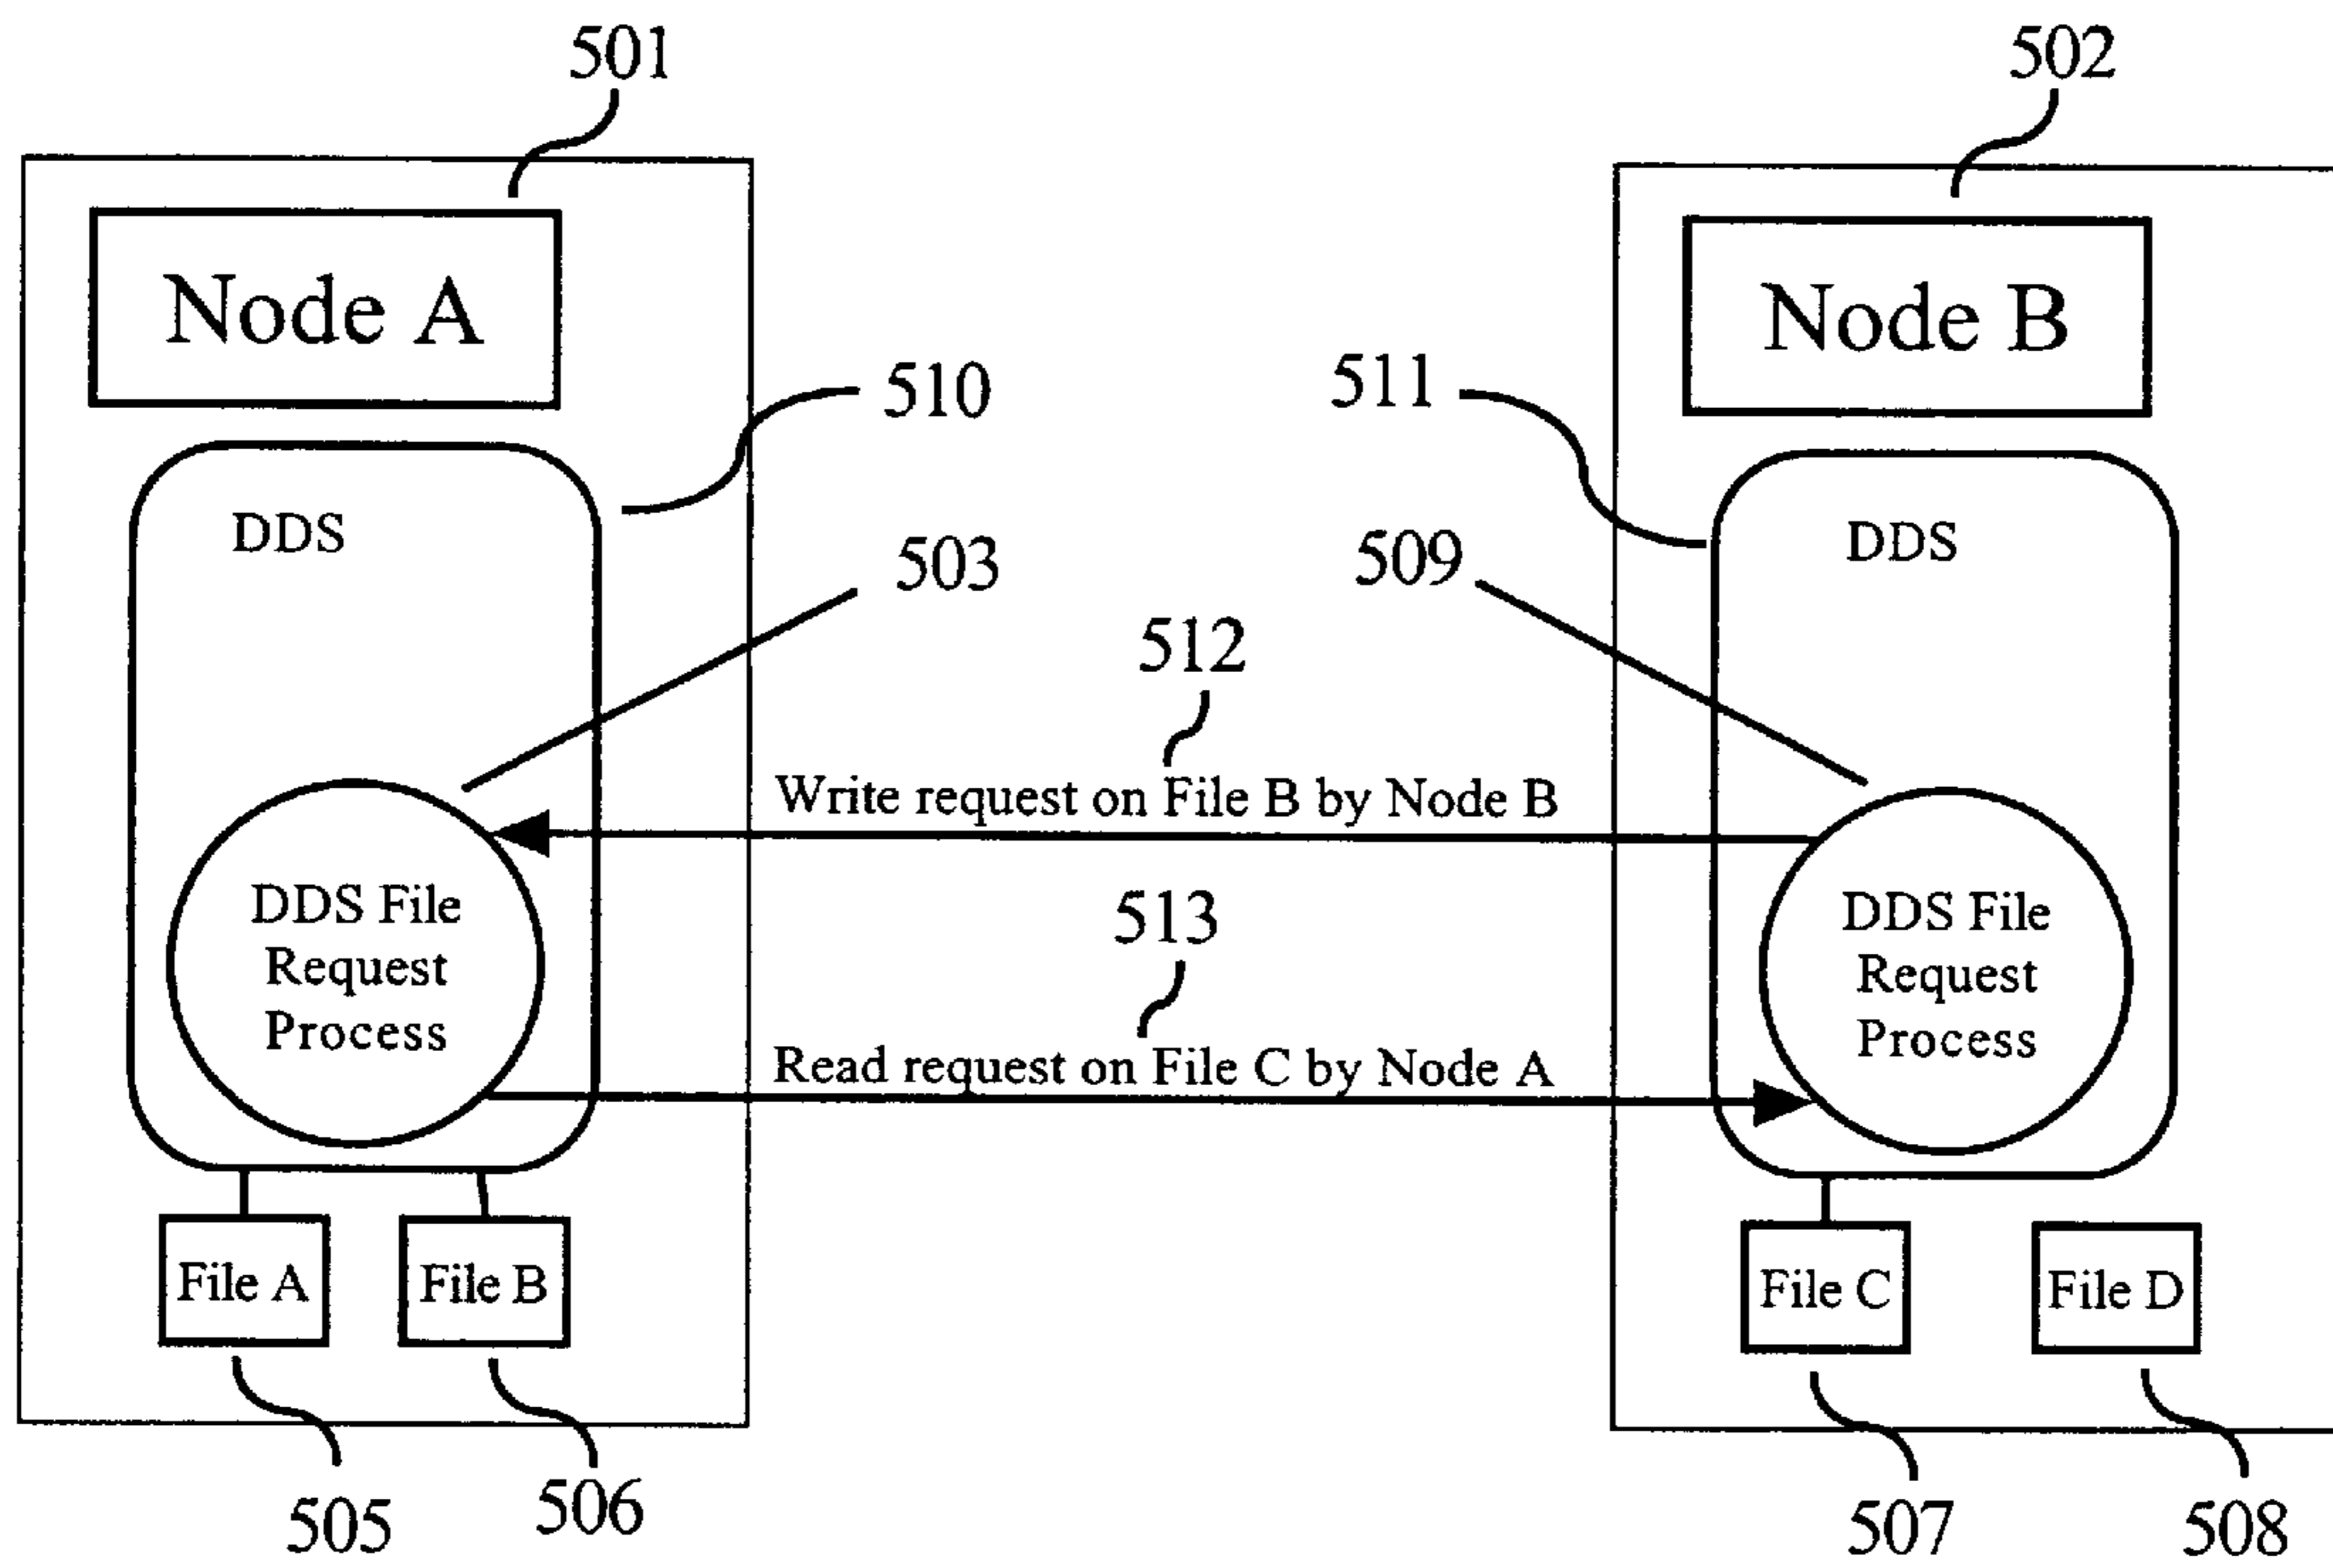 501
502
Node A
Node B
510
511
DDS
DDS
503
509
512
Write request on File B by Node B
513
DDS File
Request
Process
DDS File
Request
Process
Read request on File C by Node A
File A
File B
File C
File D
505
506
507
508